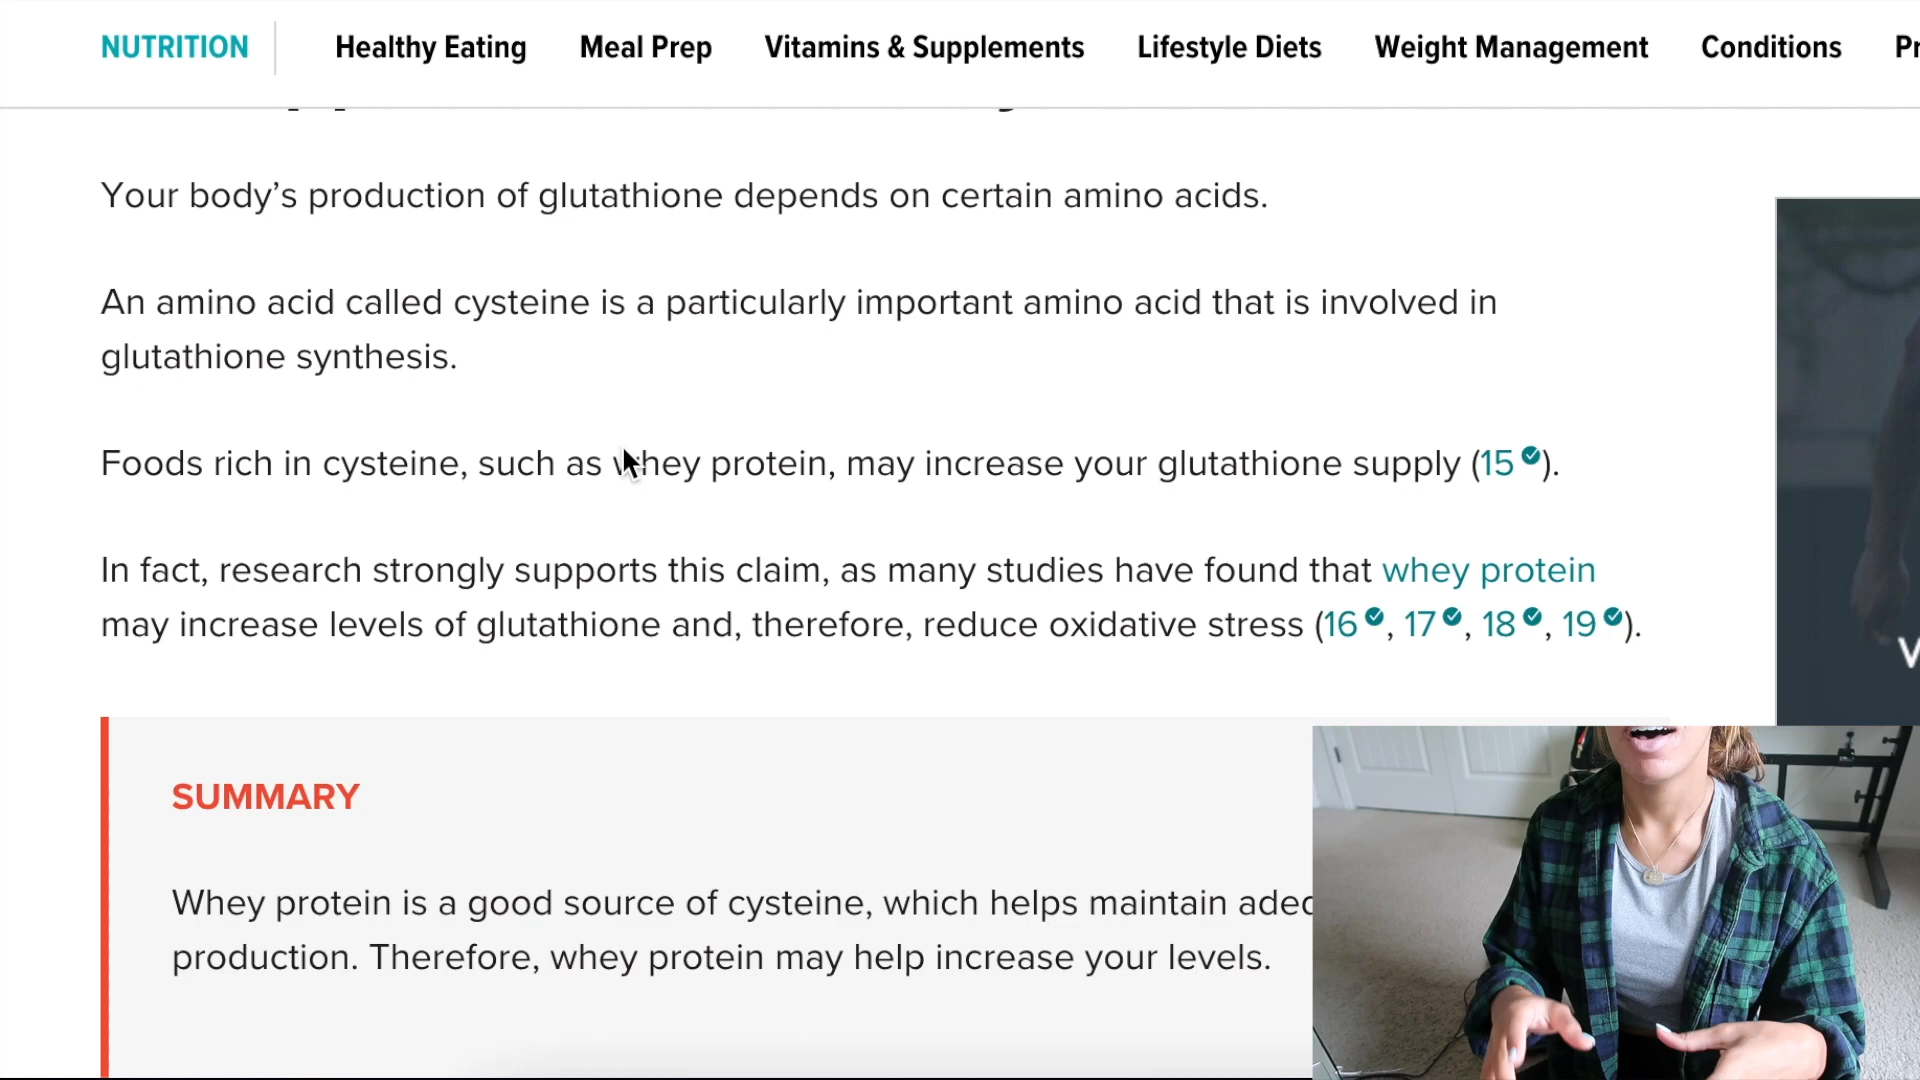 NUTRITION Healthy Eating Meal Prep Vitamins & Supplements Lifestyle Diets Weight Management Conditions
Your body’s production of glutathione depends on certain amino acids.
An amino acid called cysteine is a particularly important amino acid that is involved in
glutathione synthesis.
Foods rich in cysteine, such as whey protein, may increase your glutathione supply (15).
In fact, research strongly supports this claim, as many studies have found that whey protein
may increase levels of glutathione and, therefore, reduce oxidative stress (16, 17, 18, 19).
SUMMARY
Whey protein is a good source of cysteine, which helps maintain
production. Therefore, whey protein may help increase your levels.